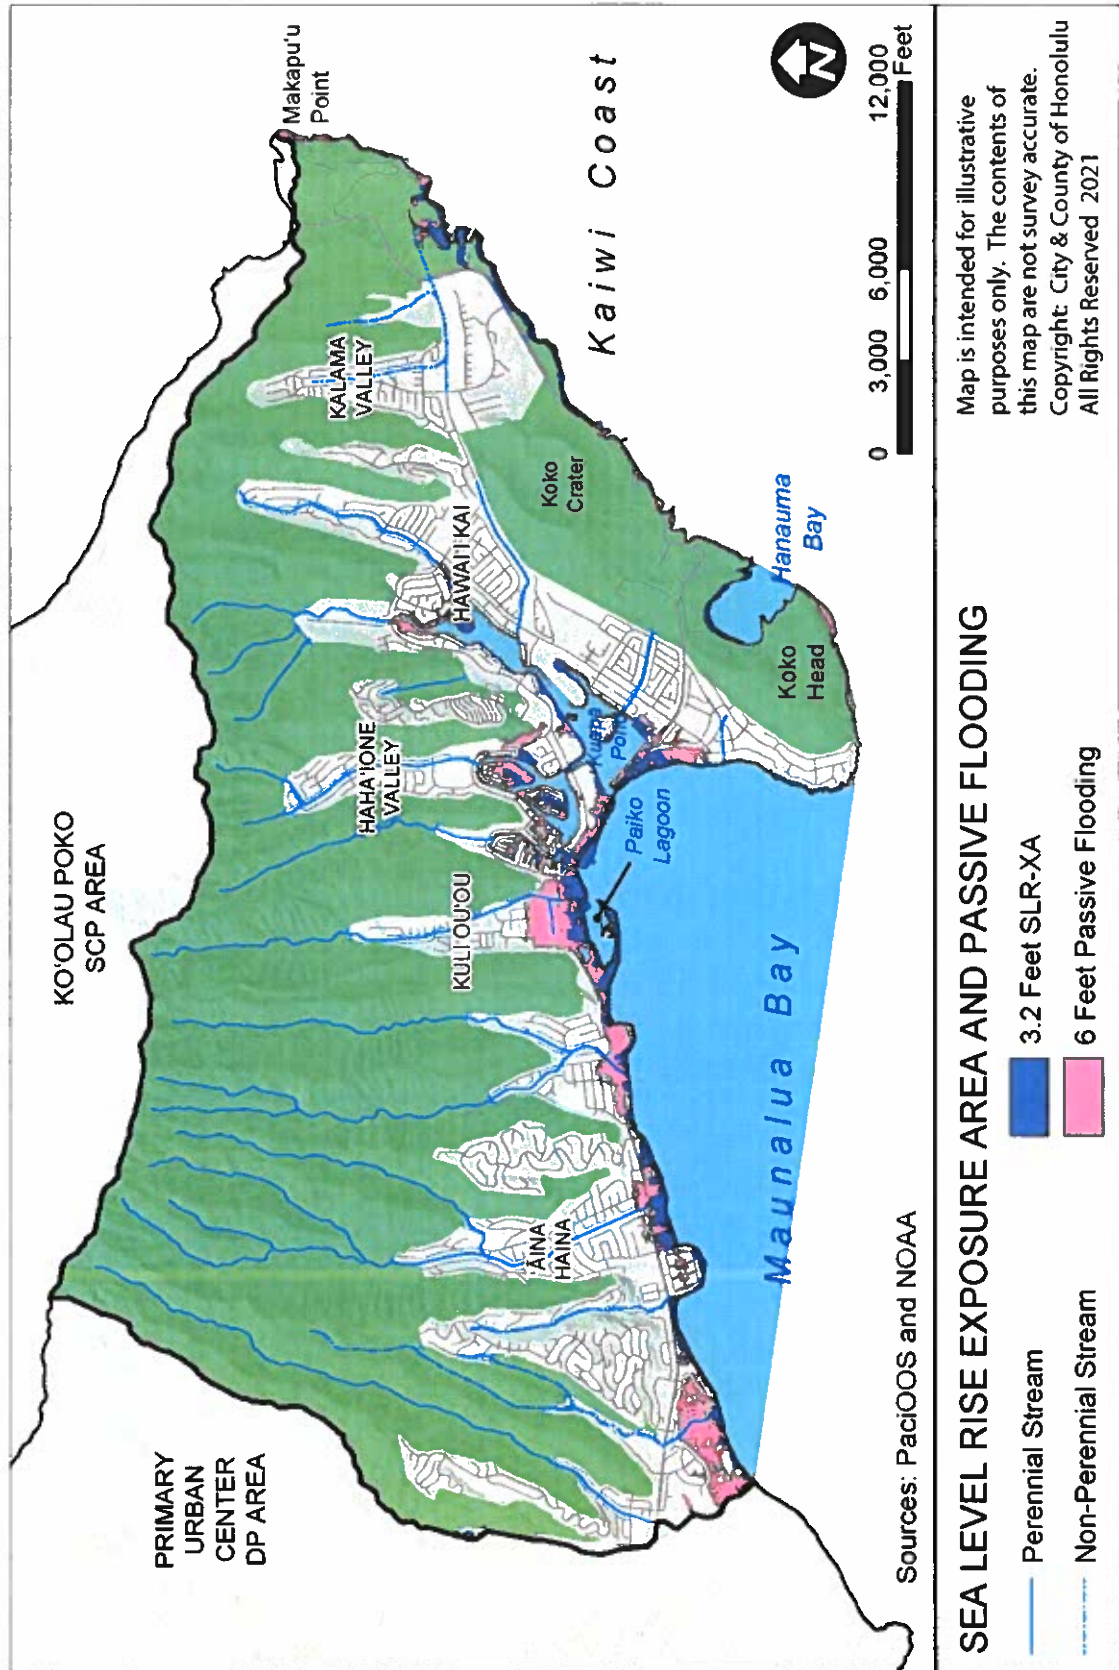 KO'OLAU POKO
SCP AREA
PRIMARY
URBAN
CENTER
DP AREA
Makapu'u
Point
KALAMA
VALLEY
HAWAI'I KAI
HAHA'IONE
VALLEY
KULI'OU'OU
'ĀINA
HAINA
Koko
Crater
Kaiwi Coast
Hanauma
Bay
Koko
Head
Kuapa
Pond
Paiko
Lagoon
Maunalua Bay
N
0 3,000 6,000 12,000
Feet
Sources: PacIOOS and NOAA
SEA LEVEL RISE EXPOSURE AREA AND PASSIVE FLOODING
Perennial Stream
Non-Perennial Stream
3.2 Feet SLR-XA
6 Feet Passive Flooding
Map is intended for illustrative
purposes only. The contents of
this map are not survey accurate.
Copyright: City & County of Honolulu
All Rights Reserved 2021